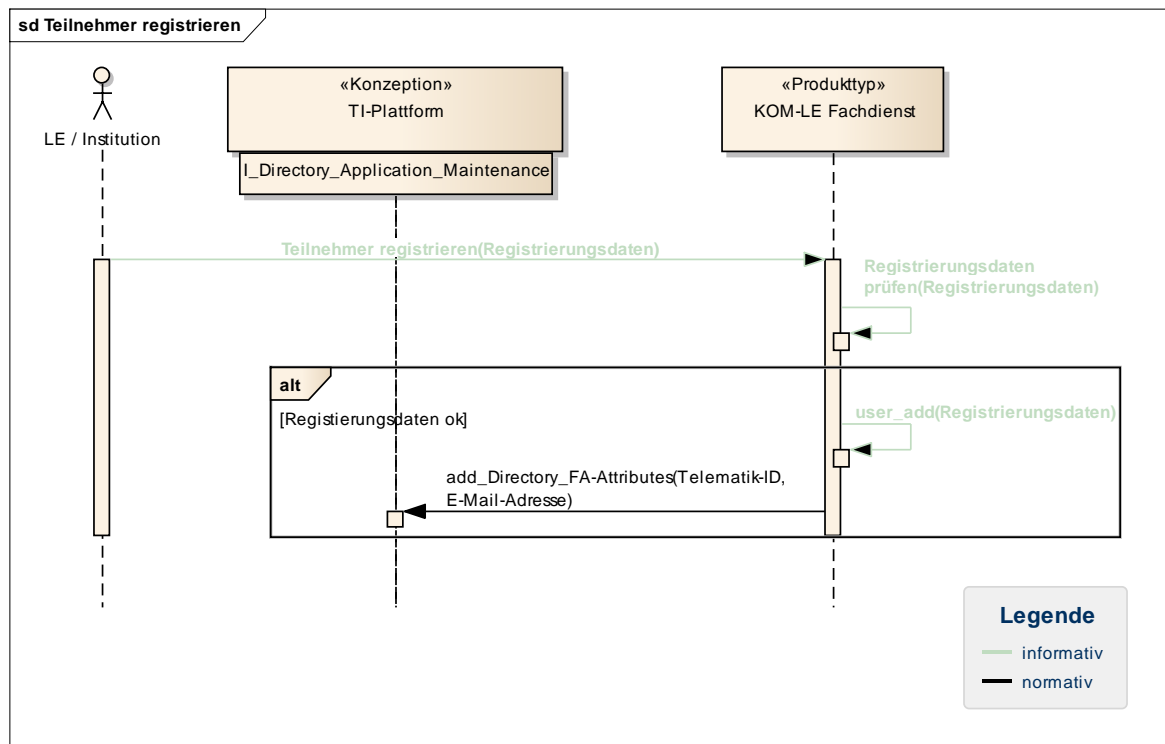 sd Teilnehmer registrieren
LE / Institution
«Konzeption»
TI-Plattform
I_Directory_Application_Maintenance
«Produkttyp»
KOM-LE Fachdienst
Teilnehmer registrieren(Registrierungsdaten)
Registrierungsdaten
prüfen(Registrierungsdaten)
alt
[Registierungsdaten ok]
user_add(Registrierungsdaten)
add_Directory_FA-Attributes(Telematik-ID,
E-Mail-Adresse)
Legende
informativ
normativ